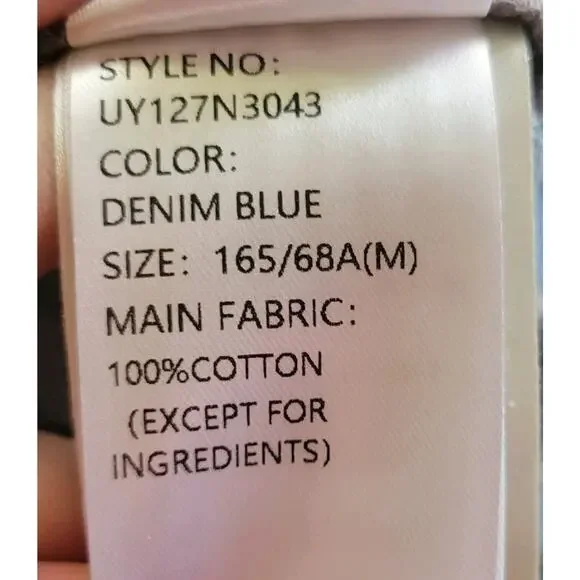 STYLE NO:
UY127N3043
COLOR:
DENIM BLUE
SIZE: 165/68A(M)
MAIN FABRIC:
100%COTTON
(EXCEPT FOR
INGREDIENTS)